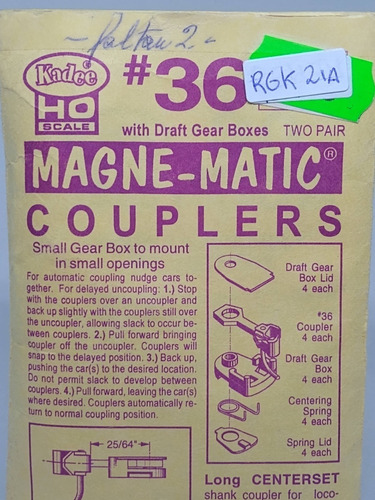 - faltan 2 -
Kadee
®
HO
SCALE
#36
RGK 21A
with Draft Gear Boxes TWO PAIR
MAGNE-MATIC®
COUPLERS
Small Gear Box to mount
in small openings
For automatic coupling nudge cars to-
gether. For delayed uncoupling: 1.) Stop
with the couplers over an uncoupler and
back up slightly with the couplers still over
the uncoupler, allowing slack to occur be-
tween couplers. 2.) Pull forward bringing
coupler off the uncoupler. Couplers will
snap to the delayed position. 3.) Back up,
pushing the car(s) to the desired location.
Do not permit slack to develop between
couplers. 4.) Pull forward, leaving the car(s)
where desired. Couplers automatically re-
turn to normal coupling position.
Draft Gear
Box Lid
4 each
#36
Coupler
4 each
Draft Gear
Box
4 each
Centering
Spring
4 each
Spring Lid
4 each
25/64"
Long CENTERSET
shank coupler for loco-